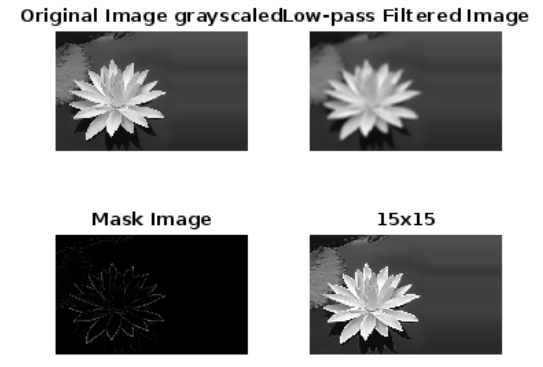 Original Image grayscaled
Low-pass Filtered Image
Mask Image
15x15